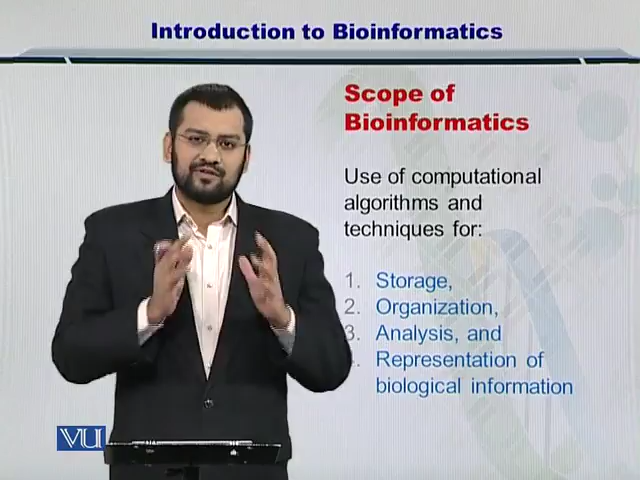 Introduction to Bioinformatics
Scope of
Bioinformatics
Use of computational
algorithms and
techniques for:
1. Storage,
2. Organization,
3. Analysis, and
Representation of
biological information
VU